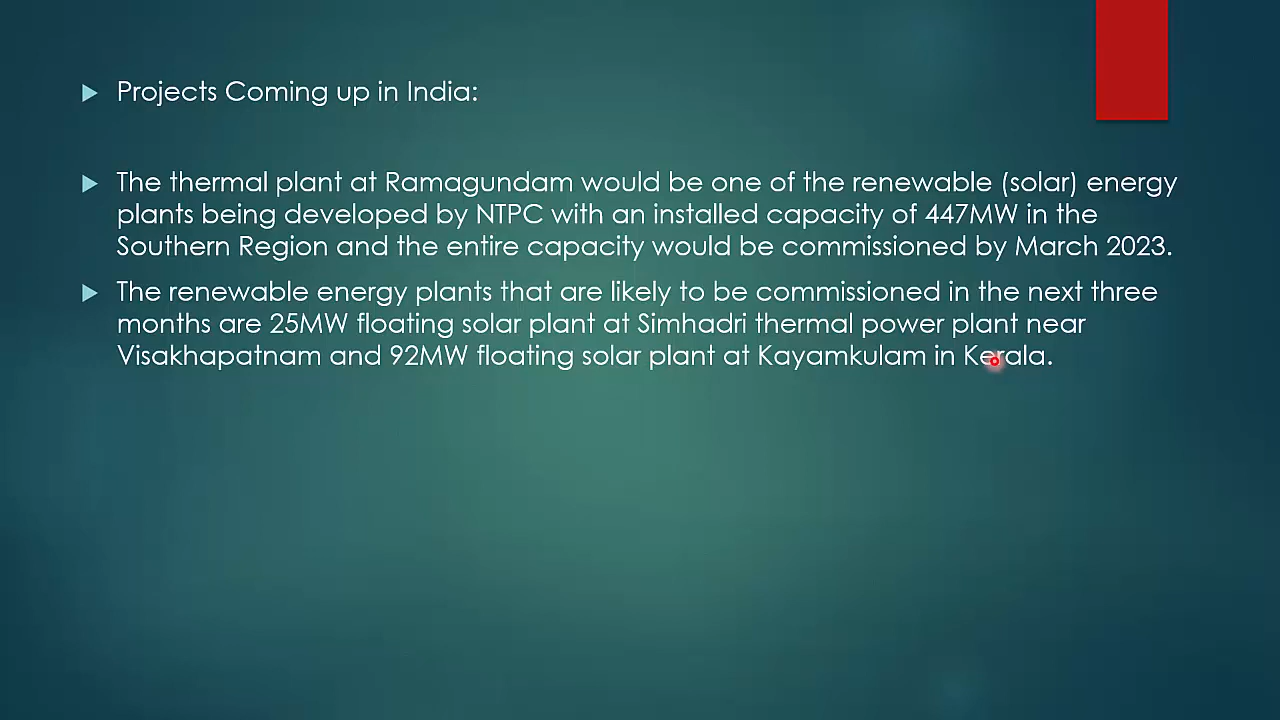 Projects Coming up in India:
The thermal plant at Ramagundam would be one of the renewable (solar) energy
plants being developed by NTPC with an installed capacity of 447MW in the
Southern Region and the entire capacity would be commissioned by March 2023.
The renewable energy plants that are likely to be commissioned in the next three
months are 25MW floating solar plant at Simhadri thermal power plant near
Visakhapatnam and 92MW floating solar plant at Kayamkulam in Kerala.